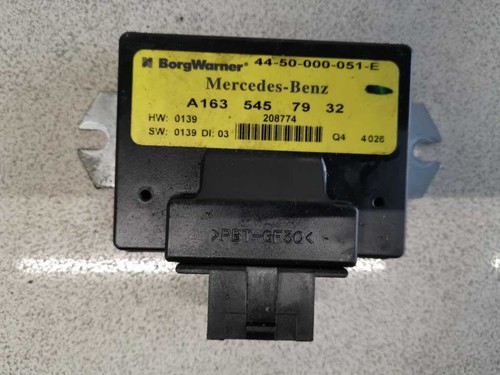 BorgWarner 44-50-000-051-E
Mercedes-Benz
A163 545 79 32
HW: 0139 208774
SW: 0139 DI: 03 Q4 4026
>PBT-GF30<